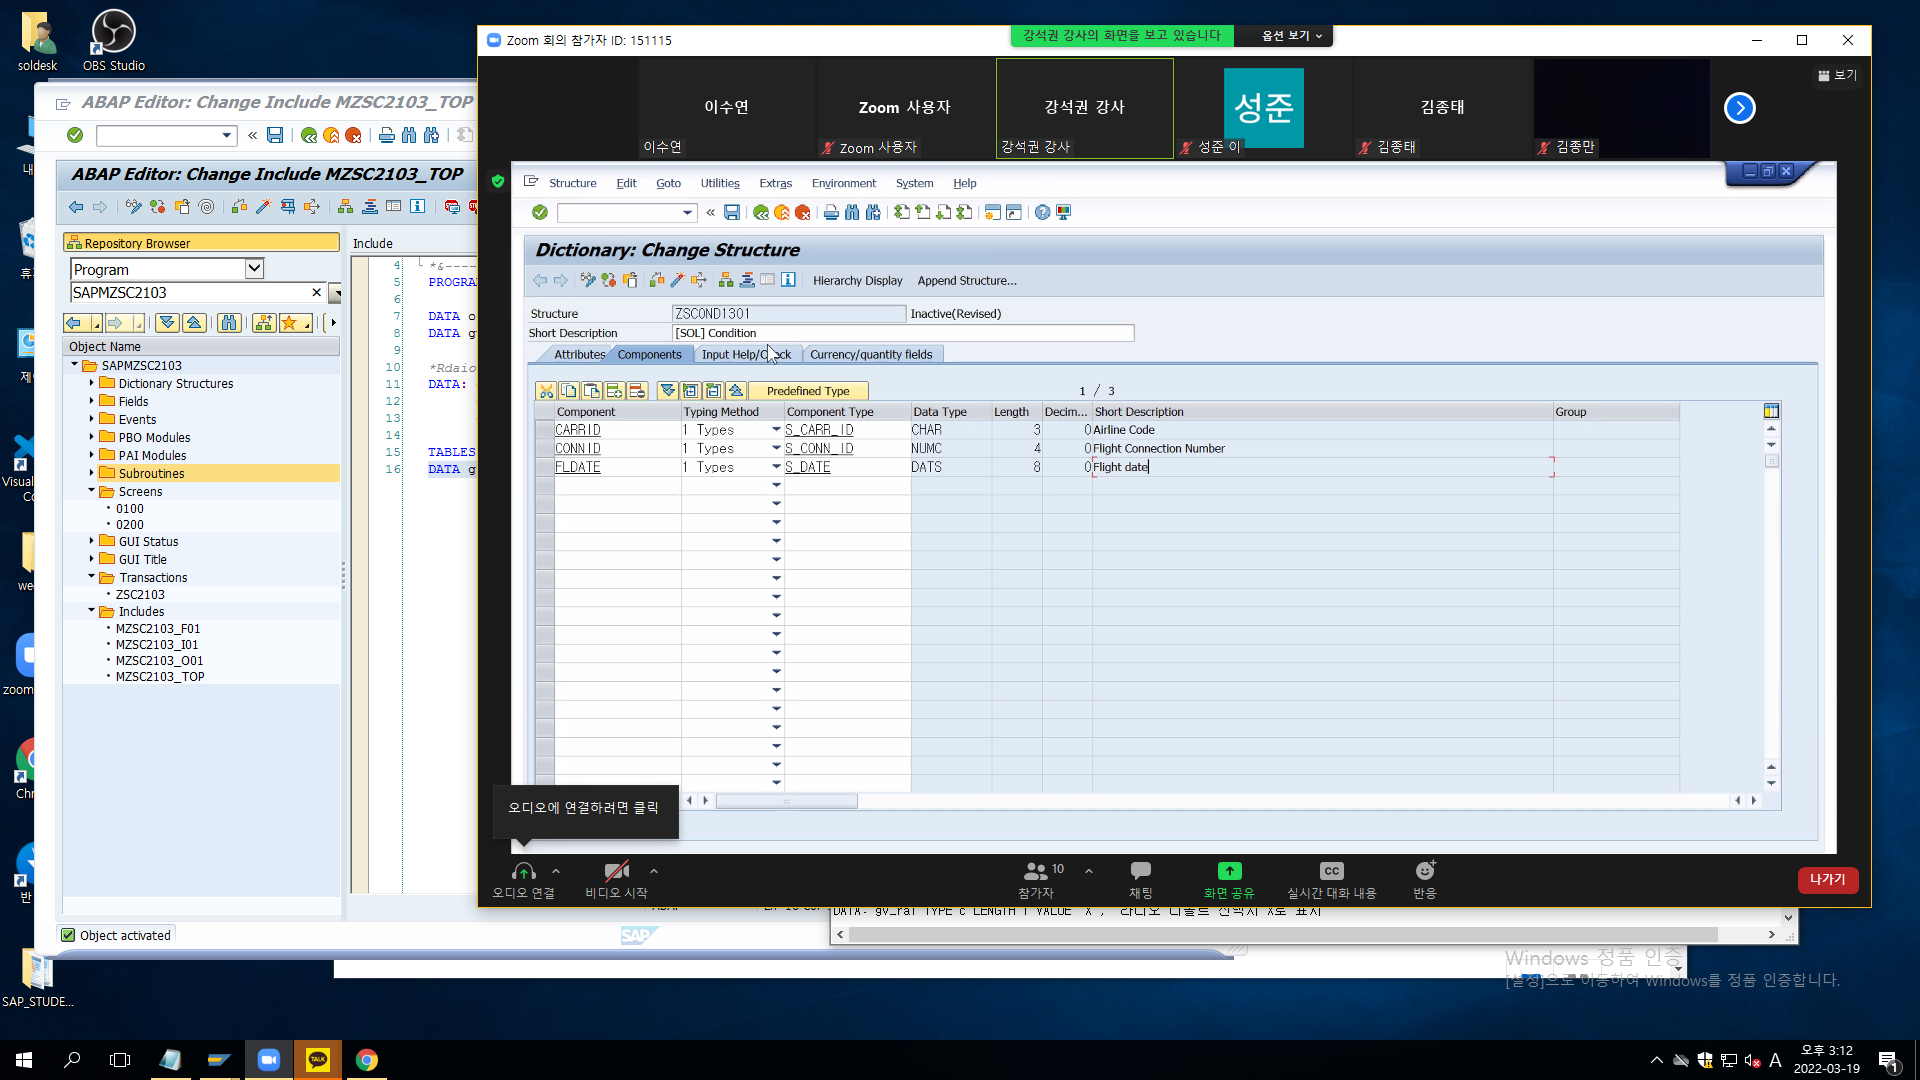 soldesk
OBS Studio
ABAP Editor: Change Include MZSC2103_TOP
ABAP Editor: Change Include MZSC2103_TOP
Repository Browser
Program
SAPMZSC2103
Object Name
SAPMZSC2103
Dictionary Structures
Fields
Events
PBO Modules
PAI Modules
Subroutines
Screens
0100
0200
GUI Status
GUI Title
Transactions
ZSC2103
Includes
MZSC2103_F01
MZSC2103_I01
MZSC2103_O01
MZSC2103_TOP
Include
4 *&----
5 PROGRA
6
7 DATA o
8 DATA g
9
10 *Rdaio
11 DATA:
12
13
14
15 TABLES
16 DATA g
Object activated
SAP
Zoom 회의 참가자 ID: 151115
강석권 강사의 화면을 보고 있습니다
옵션 보기
보기
이수연
이수연
Zoom 사용자
Zoom 사용자
강석권 강사
강석권 강사
성준
성준 이
김종태
김종태
김종만
Structure Edit Goto Utilities Extras Environment System Help
Dictionary: Change Structure
Hierarchy Display Append Structure...
Structure ZSCOND1301 Inactive(Revised)
Short Description [SOL] Condition
Attributes Components Input Help/Check Currency/quantity fields
Predefined Type 1 / 3
Component Typing Method Component Type Data Type Length Decim... Short Description Group
CARRID 1 Types S_CARR_ID CHAR 3 0 Airline Code
CONNID 1 Types S_CONN_ID NUMC 4 0 Flight Connection Number
FLDATE 1 Types S_DATE DATS 8 0 Flight date
오디오에 연결하려면 클릭
오디오 연결
비디오 시작
10
참가자
채팅
화면 공유
CC
실시간 대화 내용
반응
나가기
DATA: gv_ra1 TYPE c LENGTH 1 VALUE 'X', "라디오 디폴트 선택시 X로 표시
Windows 정품 인증
[설정]으로 이동하여 Windows를 정품 인증합니다.
SAP_STUDE...
TALK
A
오후 3:12
2022-03-19
1